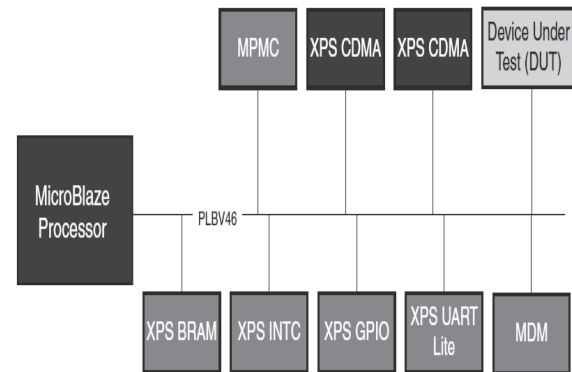 MPMC
XPS CDMA
XPS CDMA
Device Under
Test (DUT)
MicroBlaze
Processor
PLBV46
XPS BRAM
XPS INTC
XPS GPIO
XPS UART
Lite
MDM